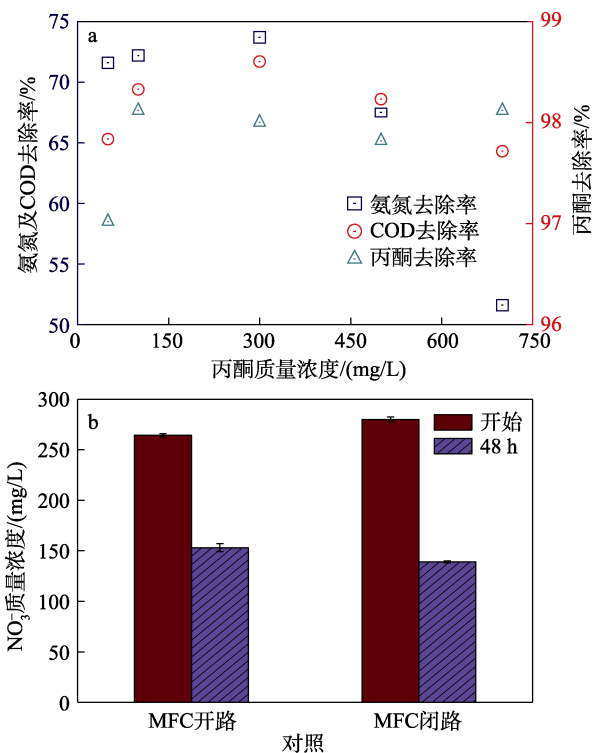 a
75
70
65
60
55
50
99
98
97
96
氨氮及COD去除率/%
丙酮去除率/%
氨氮去除率
COD去除率
丙酮去除率
0
150
300
450
600
750
丙酮质量浓度/(mg/L)
b
300
250
200
150
100
50
0
NO₃⁻质量浓度/(mg/L)
开始
48 h
MFC开路
MFC闭路
对照